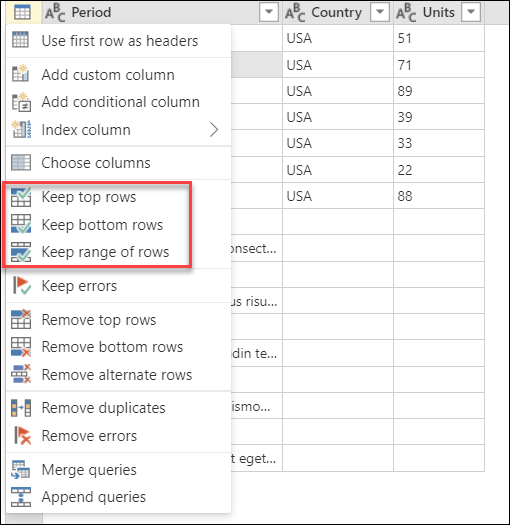 ABC Period ABC Country ABC Units
Use first row as headers USA 51
USA 71
Add custom column USA 89
Add conditional column USA 39
Index column USA 33
Choose columns USA 22
Keep top rows USA 88
Keep bottom rows
Keep range of rows onsect...
Keep errors
us risu...
Remove top rows
Remove bottom rows din te...
Remove alternate rows
Remove duplicates ismo...
Remove errors
t eget...
Merge queries
Append queries